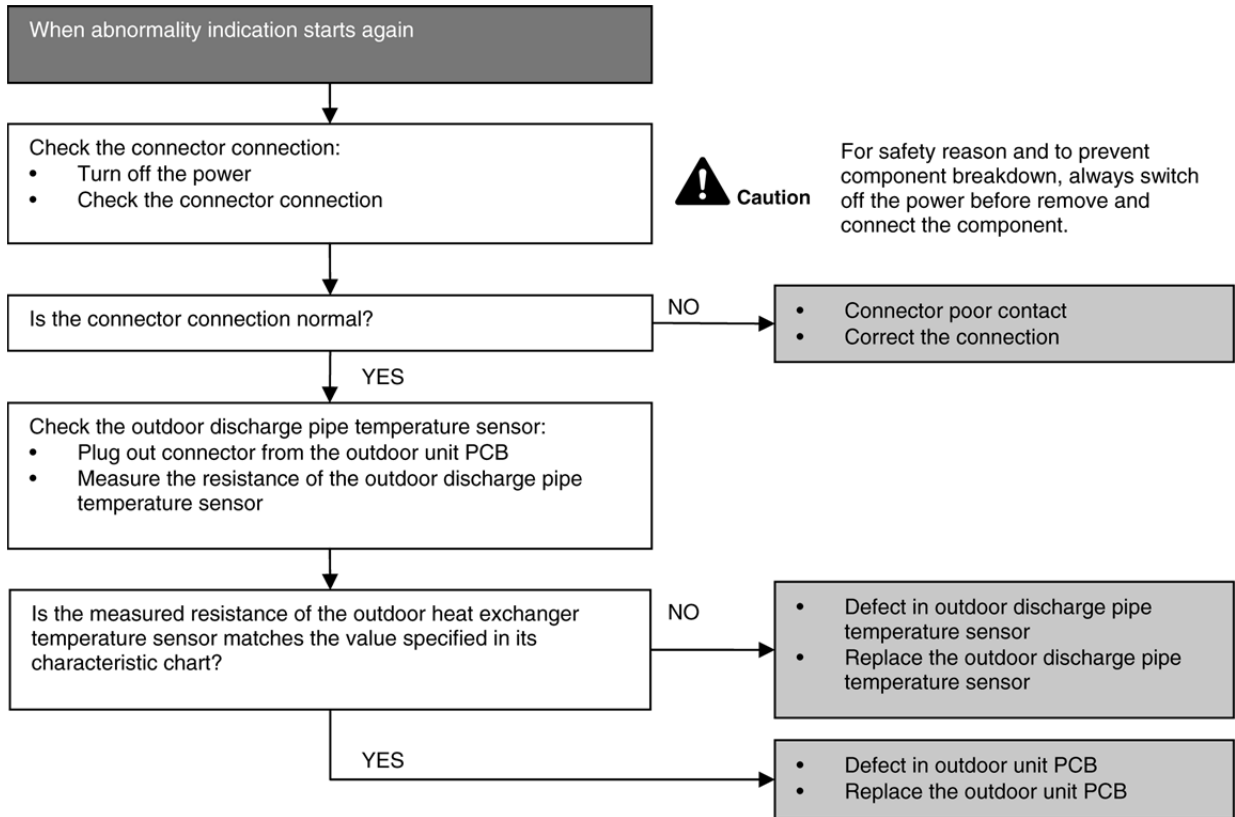 When abnormality indication starts again
Check the connector connection:
• Turn off the power
• Check the connector connection
Caution
For safety reason and to prevent
component breakdown, always switch
off the power before remove and
connect the component.
Is the connector connection normal?
NO
• Connector poor contact
• Correct the connection
YES
Check the outdoor discharge pipe temperature sensor:
• Plug out connector from the outdoor unit PCB
• Measure the resistance of the outdoor discharge pipe
temperature sensor
Is the measured resistance of the outdoor heat exchanger
temperature sensor matches the value specified in its
characteristic chart?
NO
• Defect in outdoor discharge pipe
temperature sensor
• Replace the outdoor discharge pipe
temperature sensor
YES
• Defect in outdoor unit PCB
• Replace the outdoor unit PCB